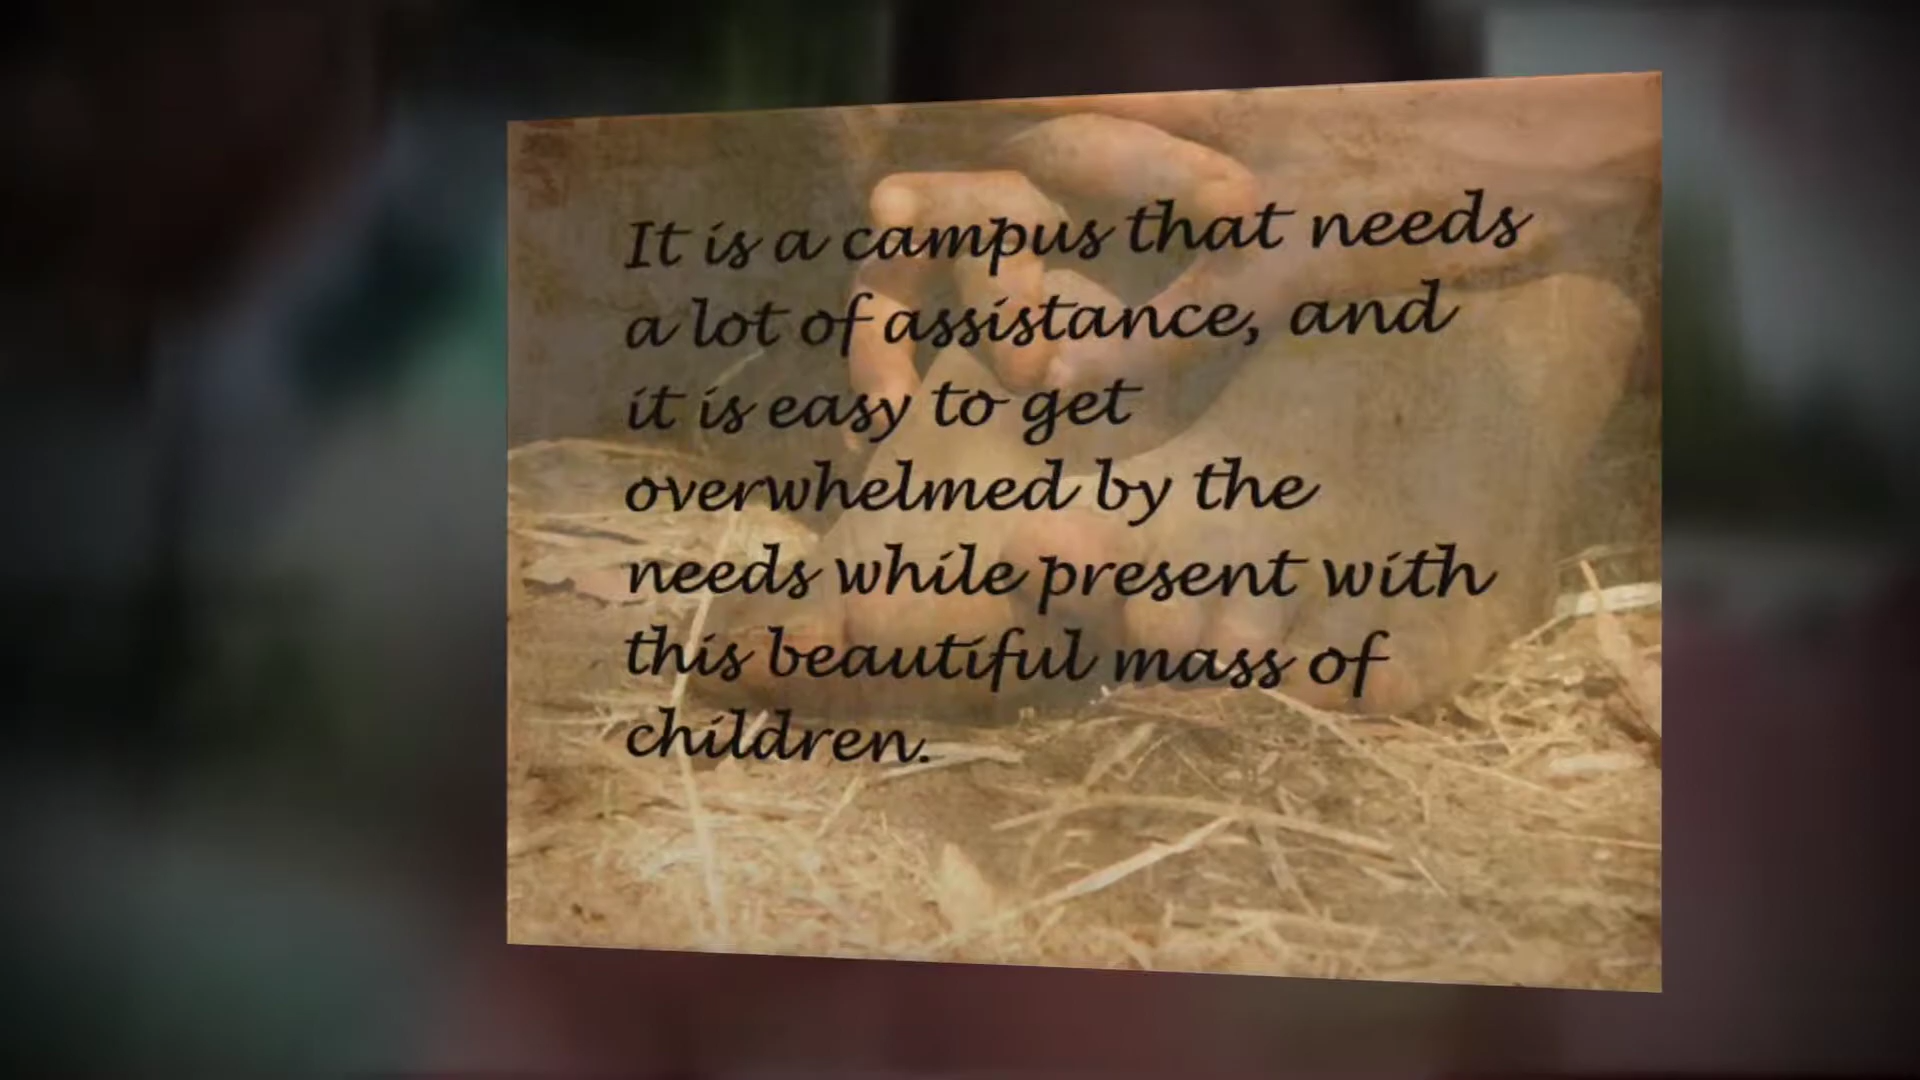 It is a campus that needs
a lot of assistance, and
it is easy to get
overwhelmed by the
needs while present with
this beautiful mass of
children.